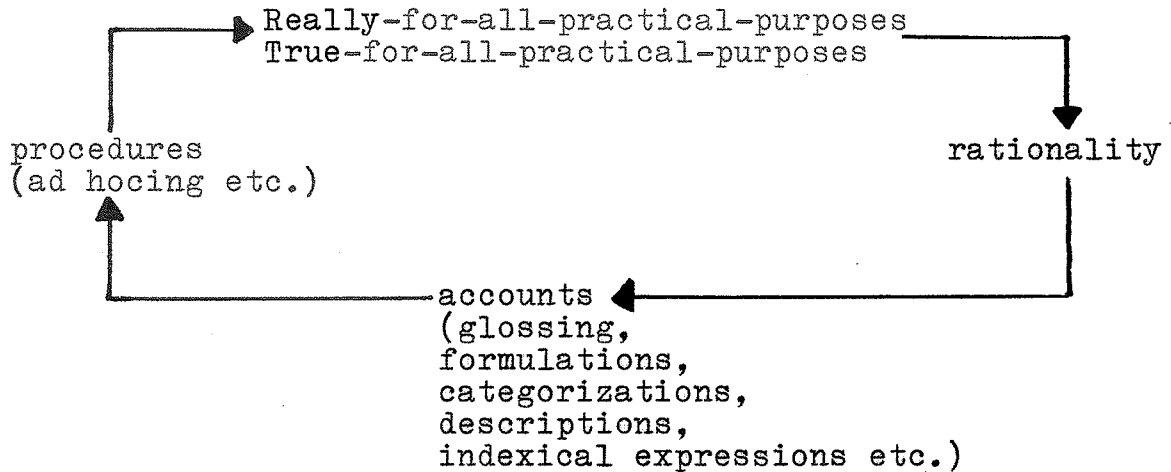 Really-for-all-practical-purposes
True-for-all-practical-purposes
procedures
(ad hocing etc.)
rationality
accounts
(glossing,
formulations,
categorizations,
descriptions,
indexical expressions etc.)